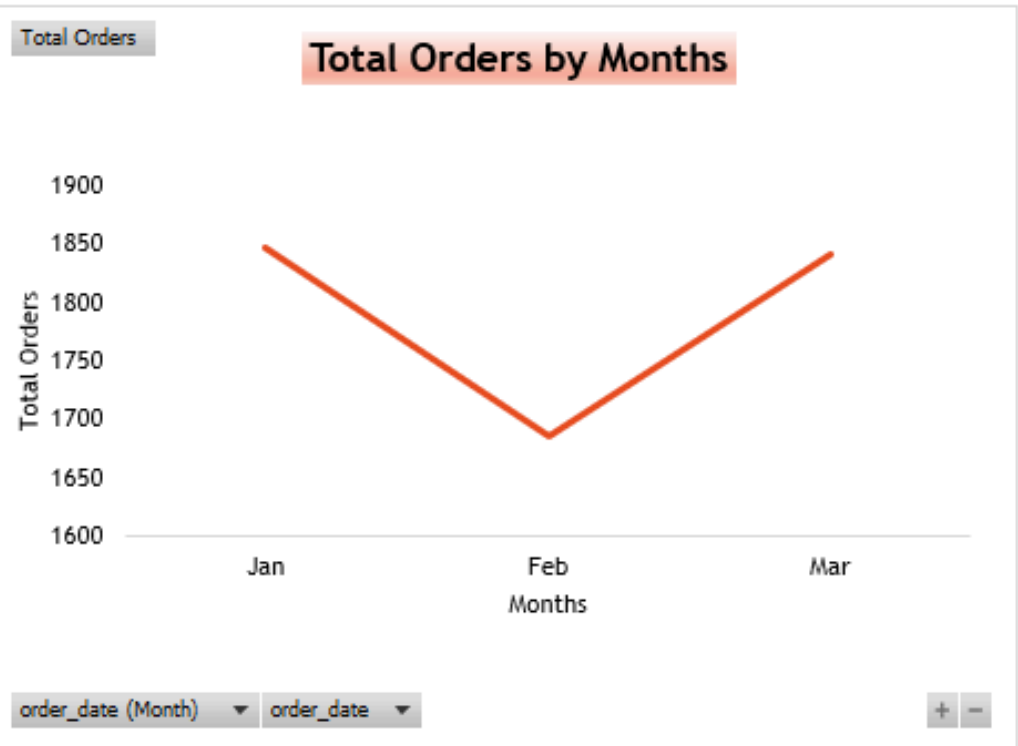 Total Orders
Total Orders by Months
1900
1850
1800
1750
1700
1650
1600
Total Orders
Jan Feb Mar
Months
order_date (Month) order_date
+ −